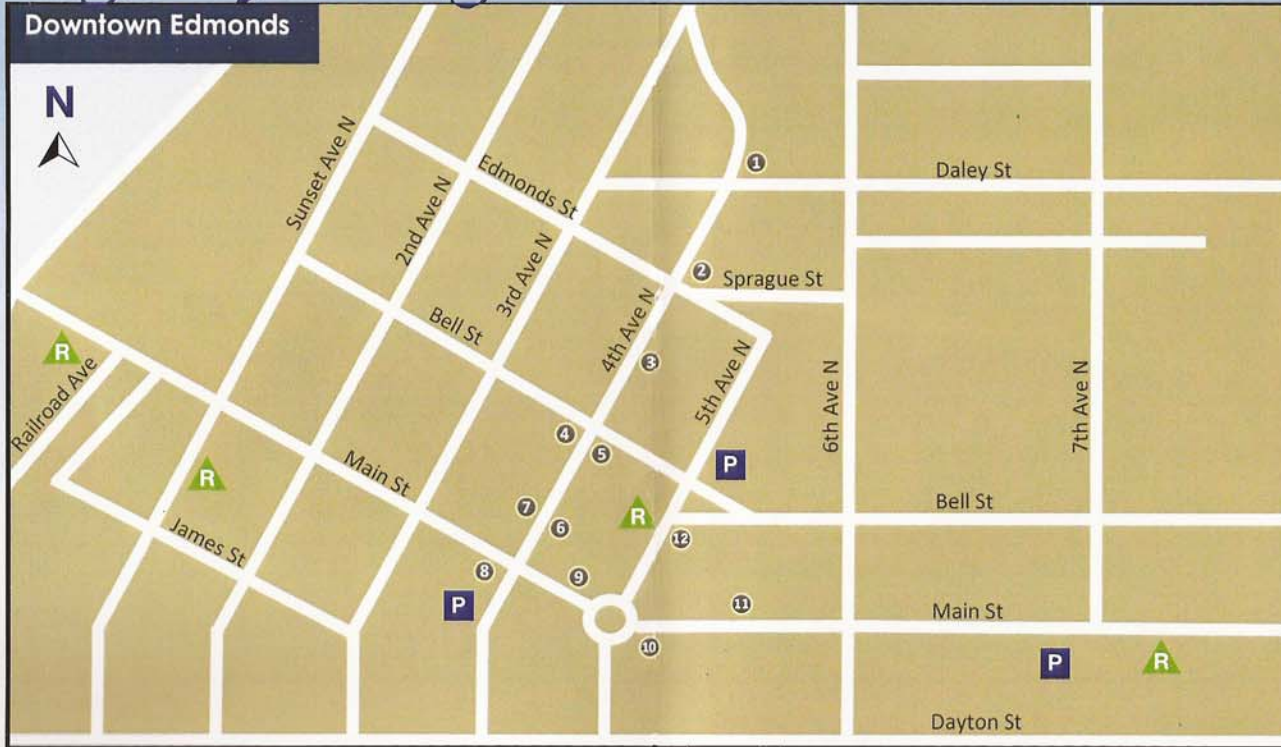 Downtown Edmonds
N
Sunset Ave N
2nd Ave N
Edmonds St
3rd Ave N
1
Daley St
2
Sprague St
4th Ave N
Bell St
3
5th Ave N
6th Ave N
7th Ave N
R
Railroad Ave
4
5
P
R
Main St
7
6
R
12
Bell St
James St
8
9
P
11
Main St
10
P
R
Dayton St